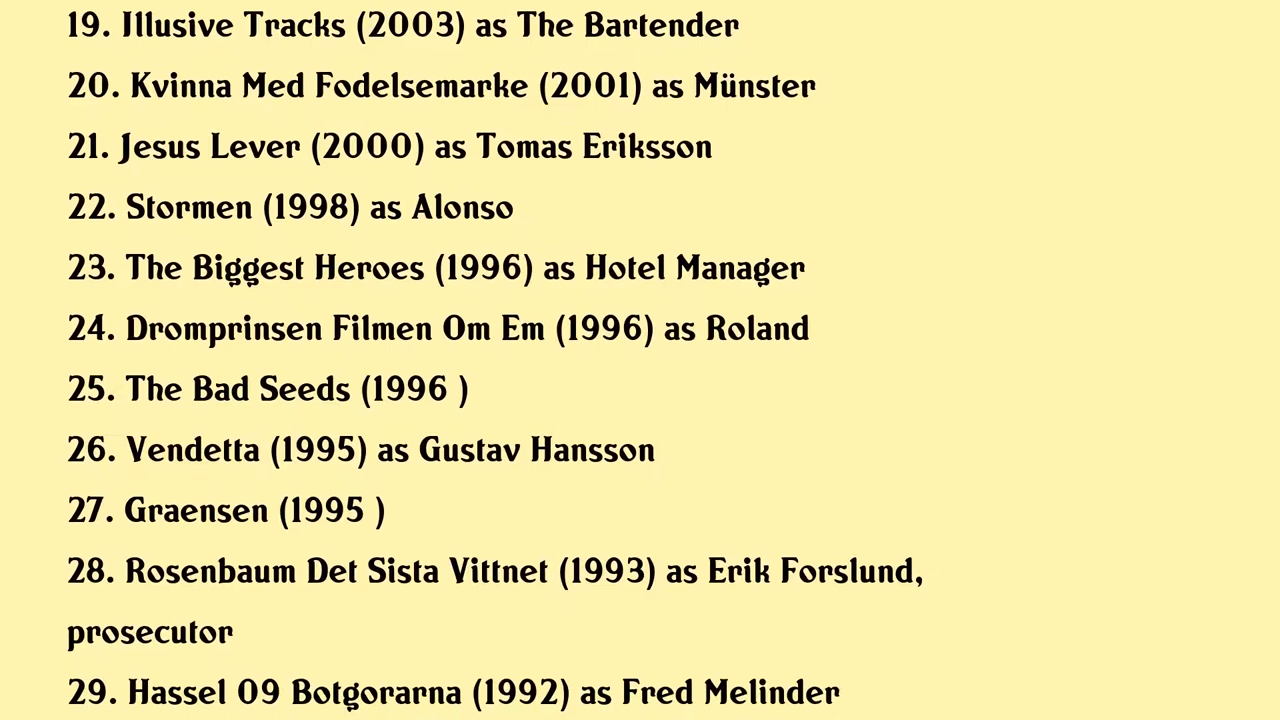 19. Illusive Tracks (2003) as The Bartender
20. Kvinna Med Fodelsemarke (2001) as Münster
21. Jesus Lever (2000) as Tomas Eriksson
22. Stormen (1998) as Alonso
23. The Biggest Heroes (1996) as Hotel Manager
24. Dromprinsen Filmen Om Em (1996) as Roland
25. The Bad Seeds (1996 )
26. Vendetta (1995) as Gustav Hansson
27. Graensen (1995 )
28. Rosenbaum Det Sista Vittnet (1993) as Erik Forslund,
prosecutor
29. Hassel 09 Botgorarna (1992) as Fred Melinder